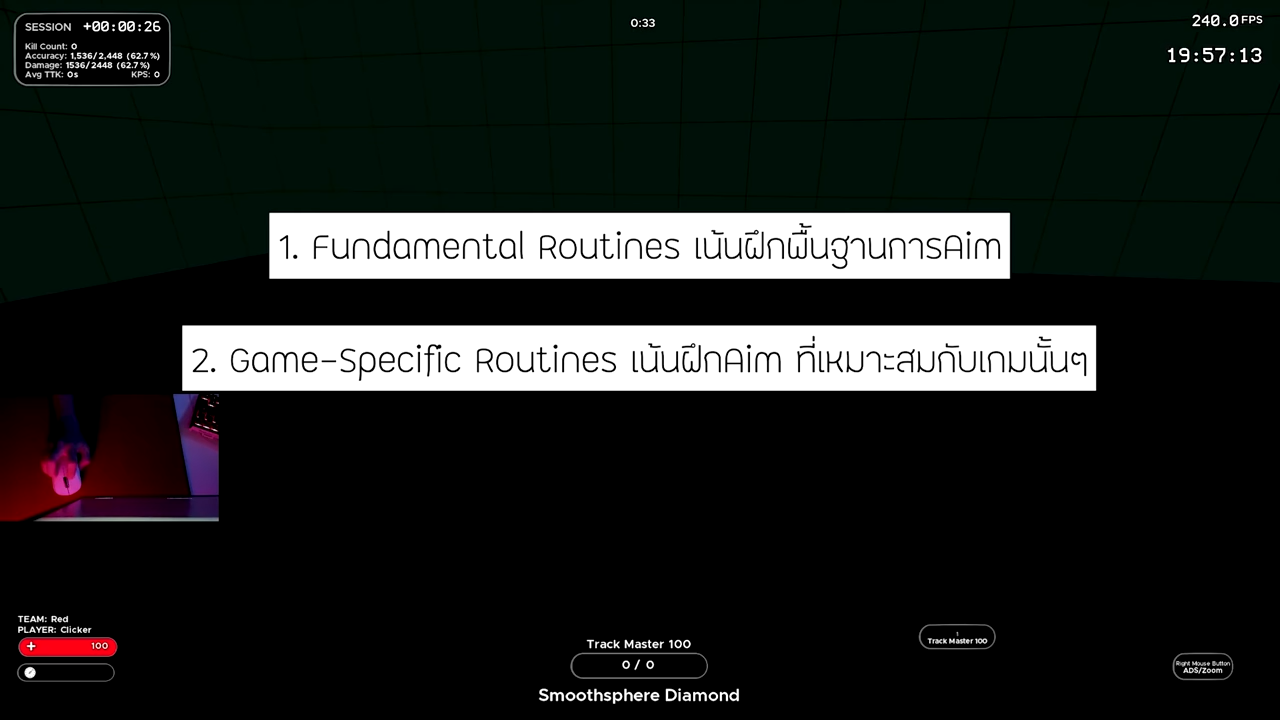 SESSION +00:00:26
Kill Count: 0
Accuracy: 1,536/2,448 (62.7%)
Damage: 1536/2448 (62.7%)
Avg TTK: 0s KPS: 0
0:33
240.0 FPS
19:57:13
1. Fundamental Routines เน้นฝึกพื้นฐานการAim
2. Game-Specific Routines เน้นฝึกAim ที่เหมาะสมกับเกมนั้นๆ
TEAM: Red
PLAYER: Clicker
100
Track Master 100
0 / 0
Smoothsphere Diamond
1
Track Master 100
Right Mouse Button
ADS/Zoom